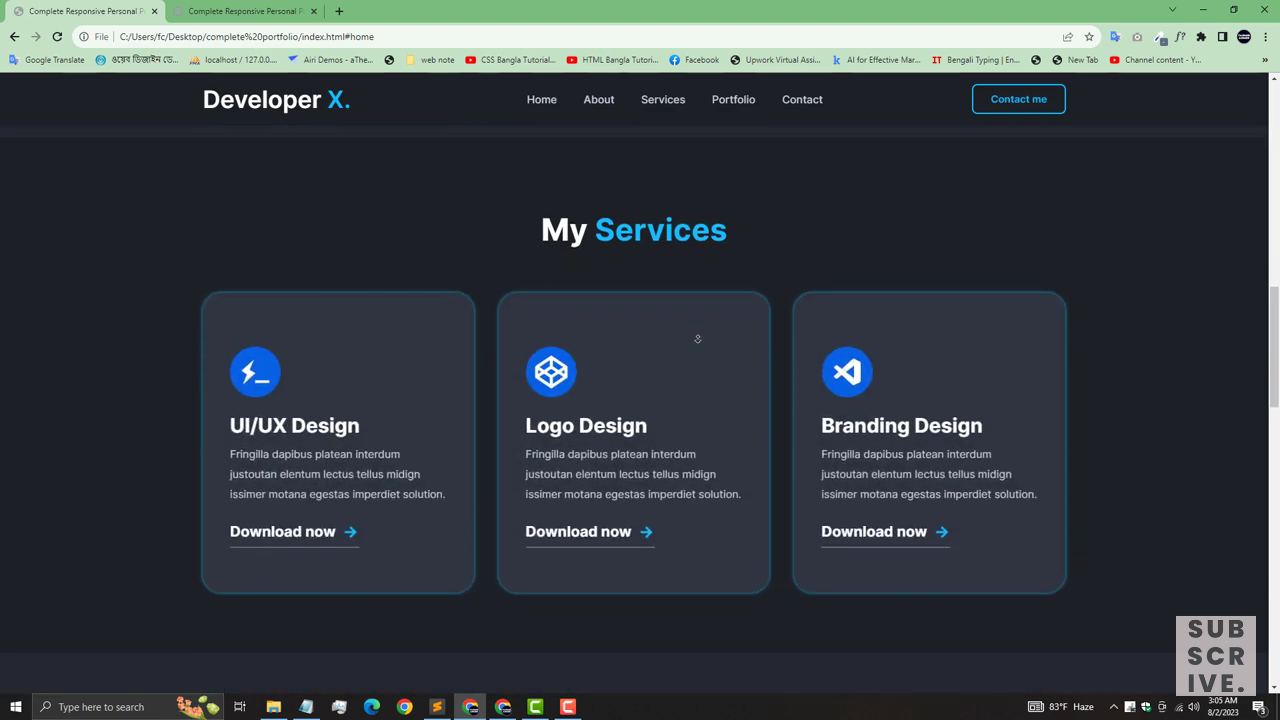 Complete Responsive Personal P
Complete Responsive Personal P
File
C:/Users/fc/Desktop/complete%20portfolio/index.html#home
Google Translate
ওয়েব ডিজাইন ডে...
localhost / 127.0.0....
Airi Demos - aThe...
web note
CSS Bangla Tutorial...
HTML Bangla Tutori...
Facebook
Upwork Virtual Assi...
AI for Effective Mar...
Bengali Typing | En...
New Tab
Channel content - Y...
»
Developer X.
Home
About
Services
Portfolio
Contact
Contact me
My Services
UI/UX Design
Fringilla dapibus platean interdum
justoutan elentum lectus tellus midign
issimer motana egestas imperdiet solution.
Download now
Logo Design
Fringilla dapibus platean interdum
justoutan elentum lectus tellus midign
issimer motana egestas imperdiet solution.
Download now
Branding Design
Fringilla dapibus platean interdum
justoutan elentum lectus tellus midign
issimer motana egestas imperdiet solution.
Download now
SUB
SCR
IVE.
Type here to search
83°F Haze
3:05 AM
8/2/2023